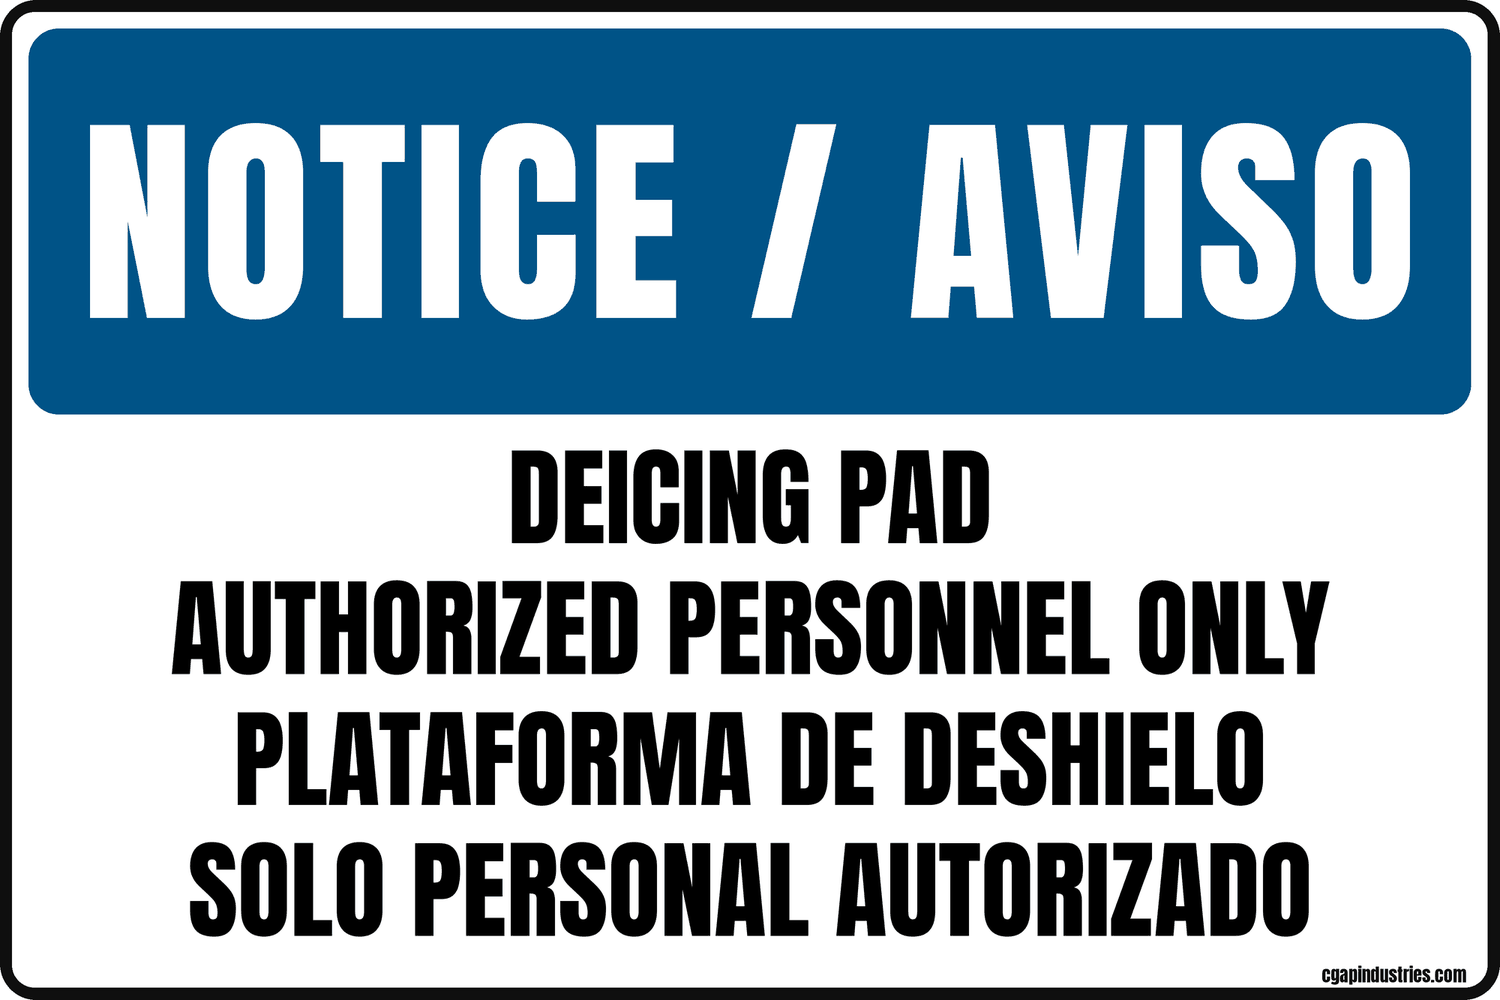 NOTICE / AVISO
DEICING PAD
AUTHORIZED PERSONNEL ONLY
PLATAFORMA DE DESHIELO
SOLO PERSONAL AUTORIZADO
cgapindustries.com